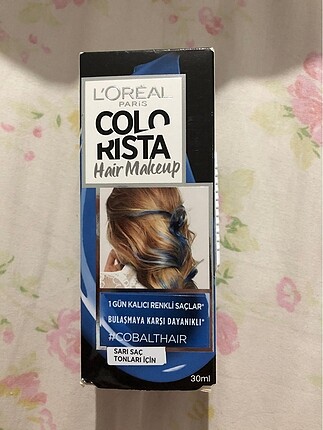 L'ORÉAL
PARIS
COLO
RISTA
Hair Makeup
1 GÜN KALICI RENKLİ SAÇLAR*
BULAŞMAYA KARŞI DAYANIKLI*
#COBALTHAIR
SARI SAÇ
TONLARI İÇİN
30ml